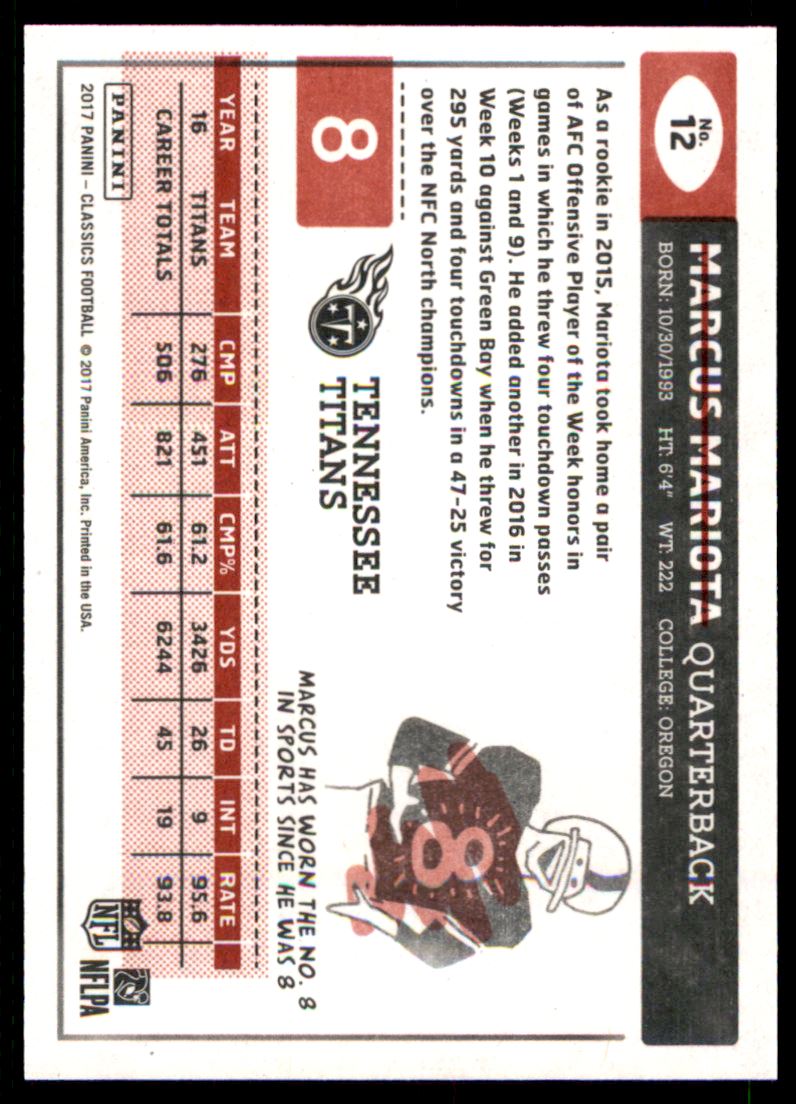 No.
12
MARCUS MARIOTA QUARTERBACK
BORN: 10/30/1993 HT: 6'4" WT: 222 COLLEGE: OREGON
As a rookie in 2015, Mariota took home a pair
of AFC Offensive Player of the Week honors in
games in which he threw four touchdown passes
(Weeks 1 and 9). He added another in 2016 in
Week 10 against Green Bay when he threw for
295 yards and four touchdowns in a 47-25 victory
over the NFC North champions.
8
8
T
TENNESSEE
TITANS
MARCUS HAS WORN THE NO. 8
IN SPORTS SINCE HE WAS 8
YEAR TEAM CMP ATT CMP% YDS TD INT RATE
16 TITANS 276 451 61.2 3426 26 9 95.6
CAREER TOTALS 506 821 61.6 6244 45 19 93.8
PANINI
NFL
NFLPA
2017 PANINI – CLASSICS FOOTBALL © 2017 Panini America, Inc. Printed in the USA.